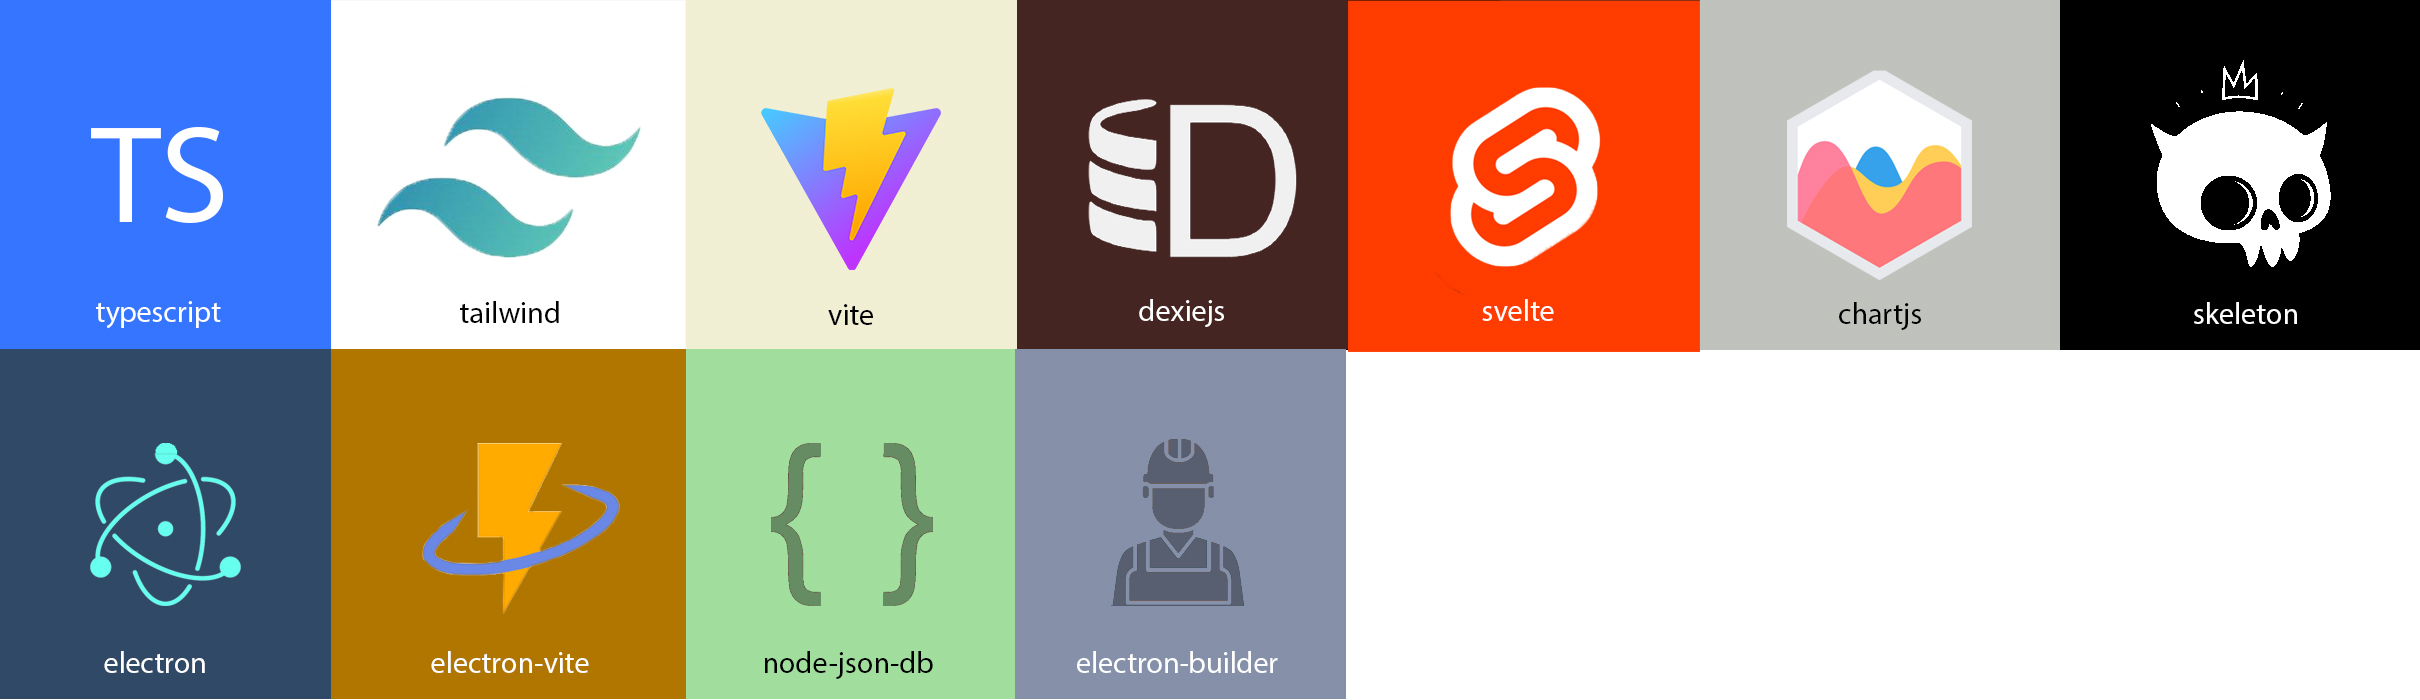 TS
typescript
tailwind
vite
D
dexiejs
svelte
chartjs
skeleton
electron
electron-vite
{ }
node-json-db
electron-builder